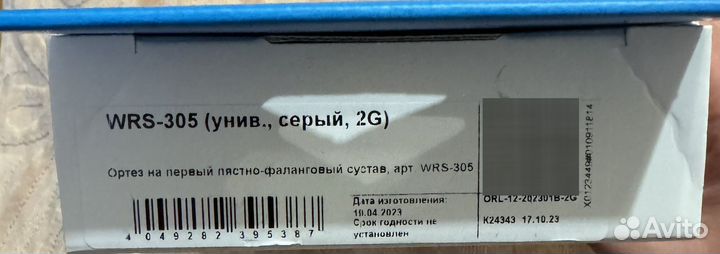 WRS-305 (унив., серый, 2G)
Ортез на первый пястно-фаланговый сустав, арт. WRS-305
Дата изготовления:
19.04.2023
Срок годности не
установлен
ORL-12-202301B-2G
K24343 17.10.23
4 049282 395387
Avito